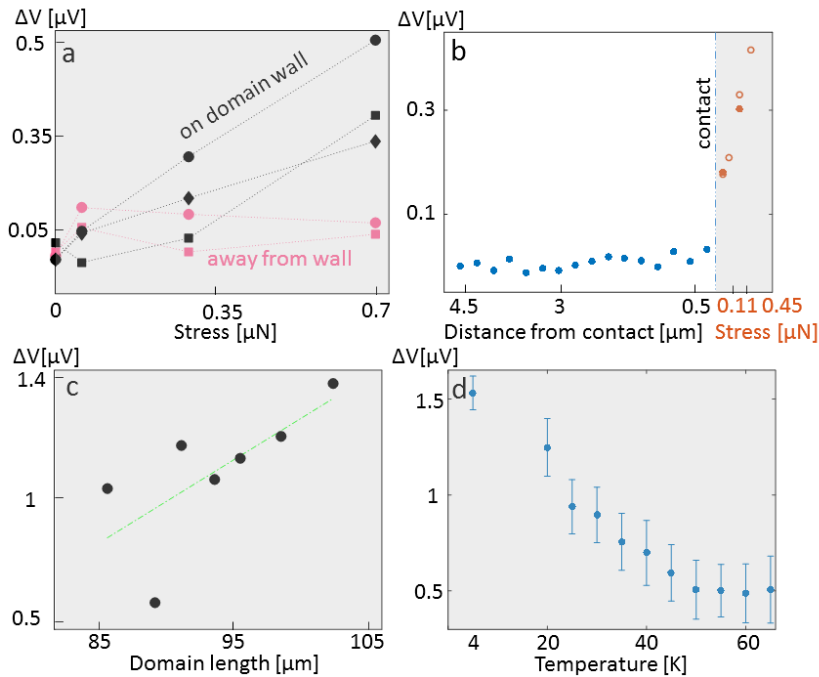 ΔV [µV]
a
0.5
0.35
0.05
on domain wall
away from wall
0
0.35
0.7
Stress [µN]
ΔV[µV]
b
0.3
0.1
contact
4.5
3
0.5
0.11
0.45
Distance from contact [µm]
Stress [µN]
ΔV[µV]
c
1.4
1
0.5
85
95
105
Domain length [µm]
ΔV[µV]
d
1.5
1
0.5
4
20
40
60
Temperature [K]